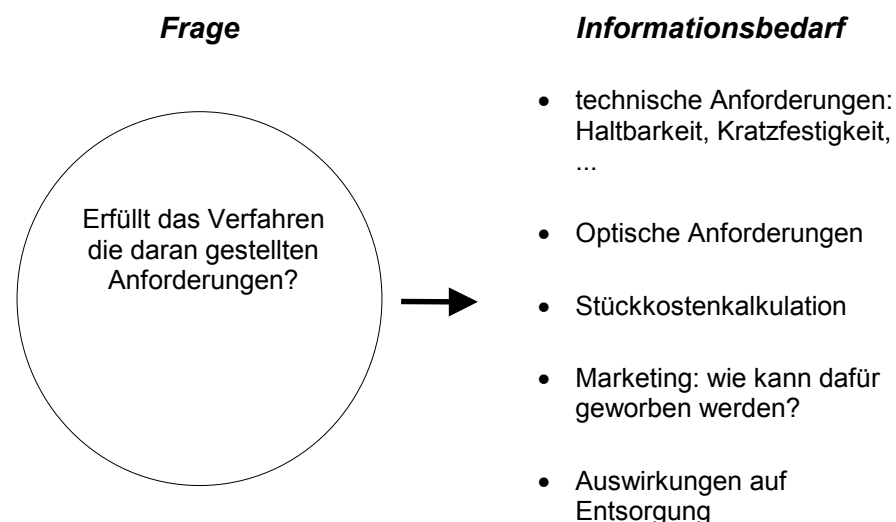 Frage
Informationsbedarf
Erfüllt das Verfahren
die daran gestellten
Anforderungen?
• technische Anforderungen:
Haltbarkeit, Kratzfestigkeit,
...
• Optische Anforderungen
• Stückkostenkalkulation
• Marketing: wie kann dafür
geworben werden?
• Auswirkungen auf
Entsorgung